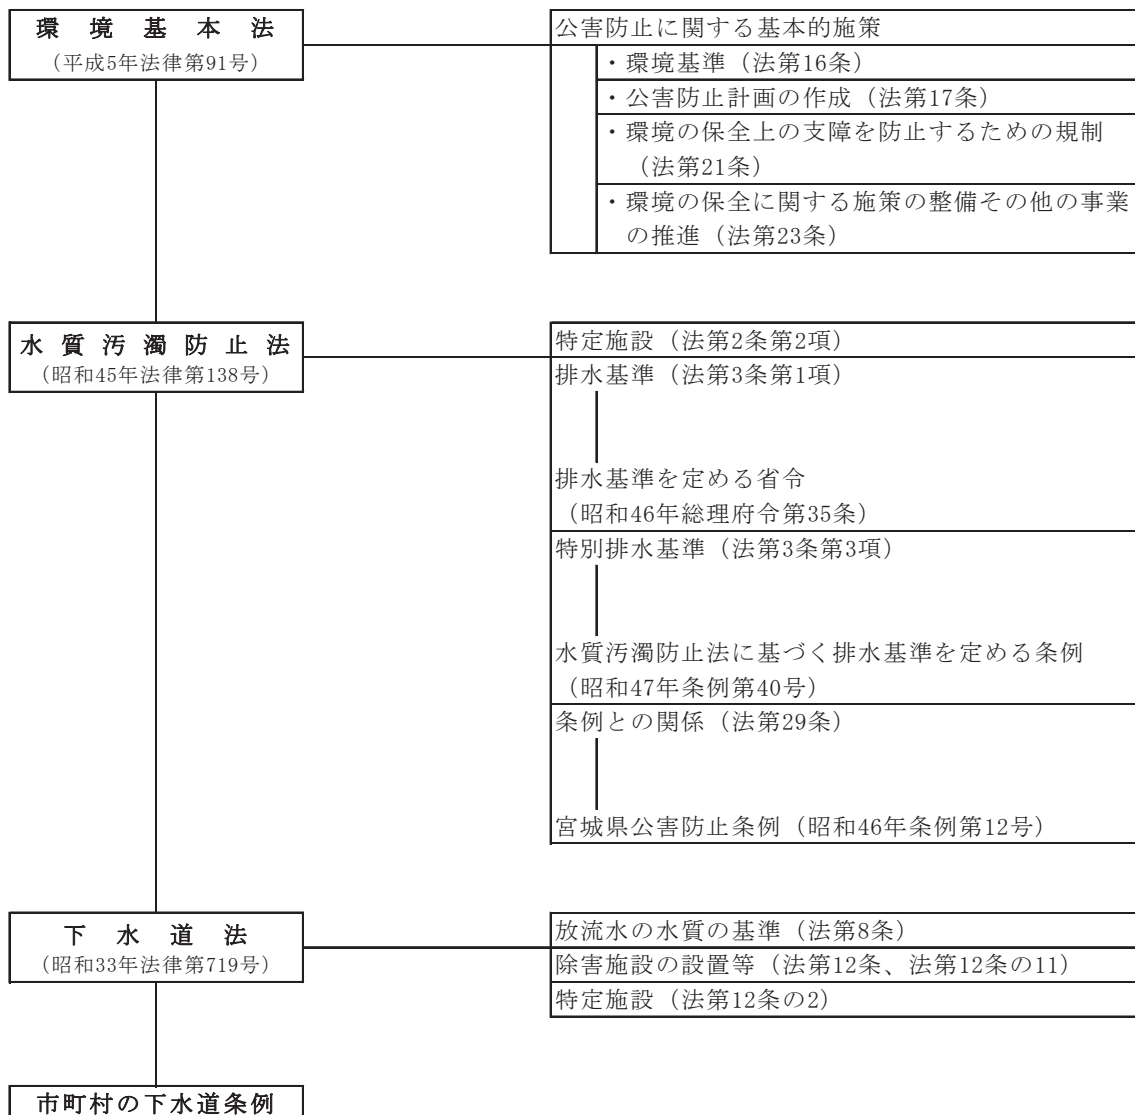 環境基本法
（平成5年法律第91号）
公害防止に関する基本的施策
・環境基準（法第16条）
・公害防止計画の作成（法第17条）
・環境の保全上の支障を防止するための規制
（法第21条）
・環境の保全に関する施策の整備その他の事業
の推進（法第23条）
水質汚濁防止法
（昭和45年法律第138号）
特定施設（法第2条第2項）
排水基準（法第3条第1項）
排水基準を定める省令
（昭和46年総理府令第35条）
特別排水基準（法第3条第3項）
水質汚濁防止法に基づく排水基準を定める条例
（昭和47年条例第40号）
条例との関係（法第29条）
宮城県公害防止条例（昭和46年条例第12号）
下水道法
（昭和33年法律第719号）
放流水の水質の基準（法第8条）
除害施設の設置等（法第12条、法第12条の11）
特定施設（法第12条の2）
市町村の下水道条例